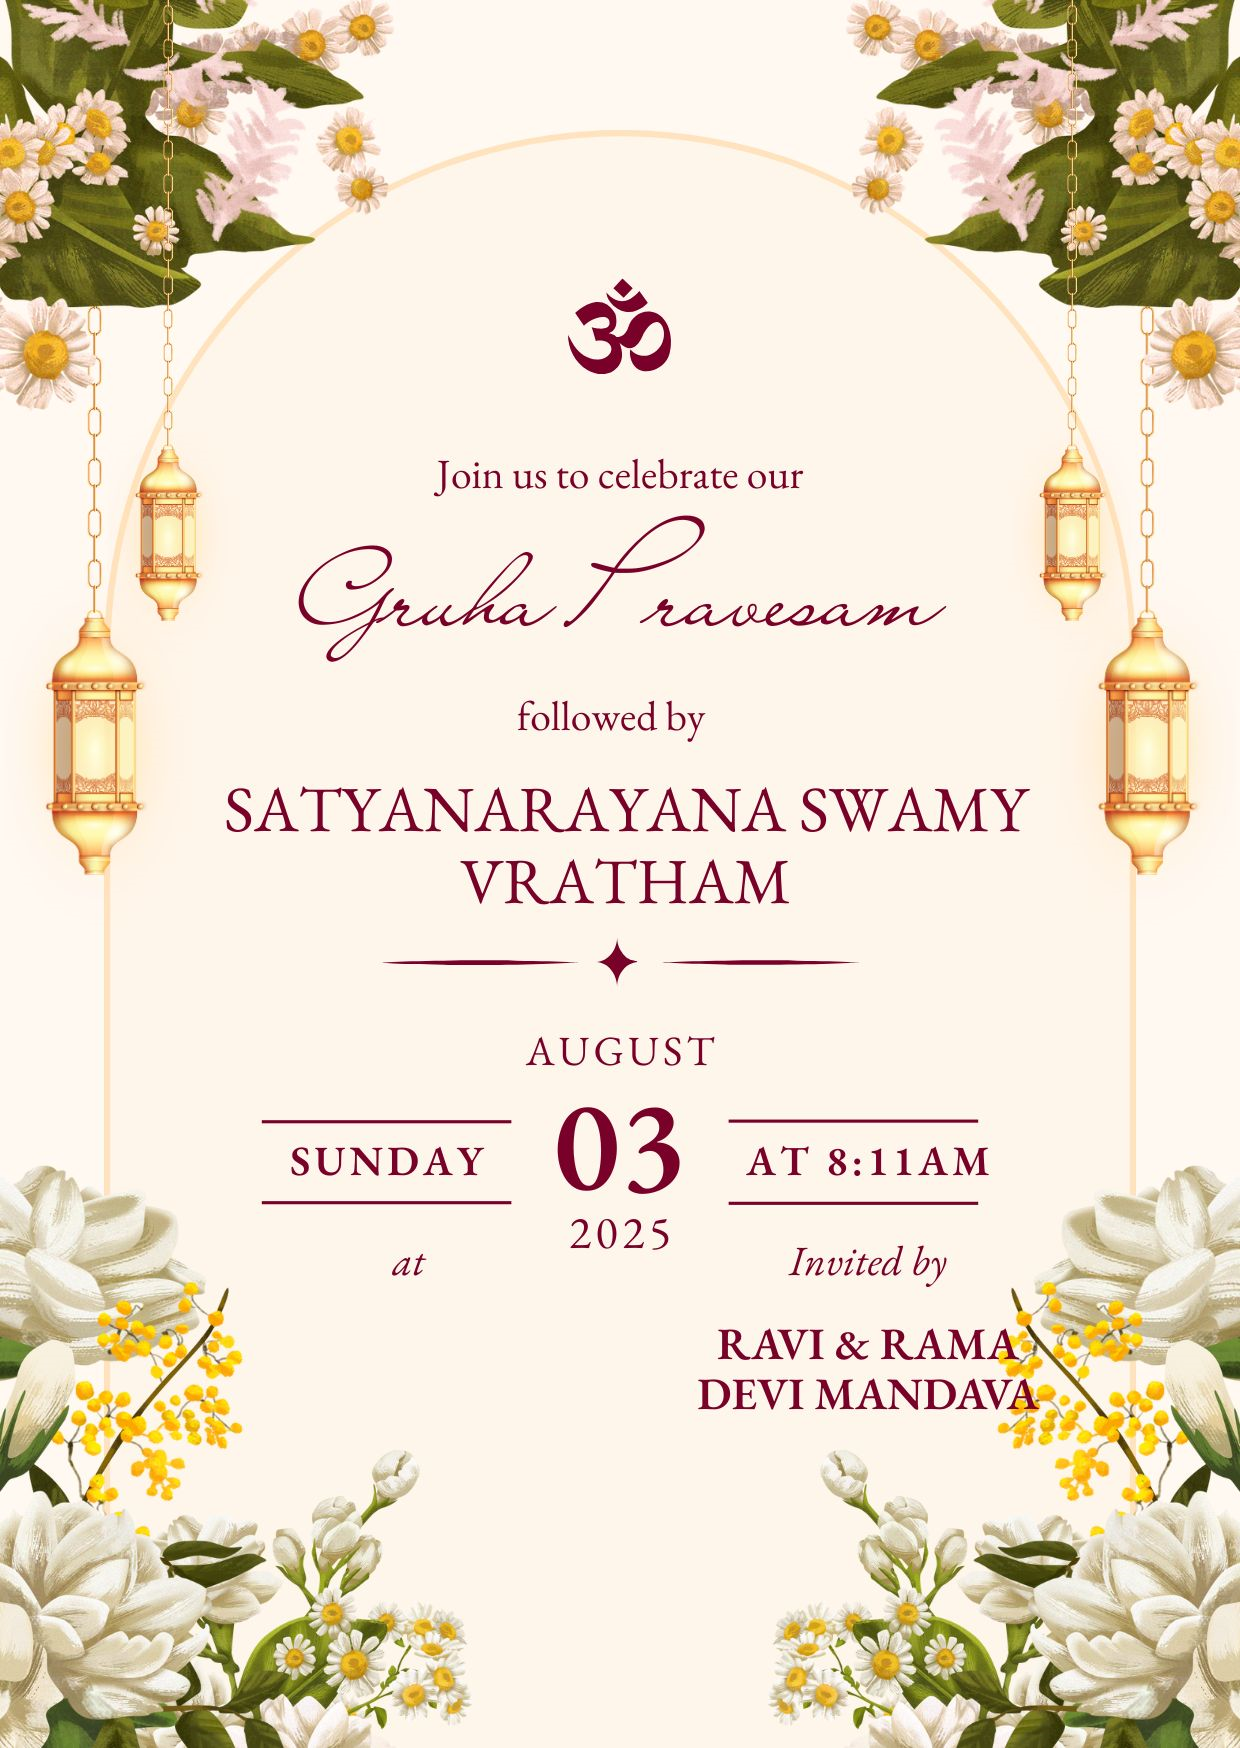 ॐ
Join us to celebrate our
Gruha Pravesam
followed by
SATYANARAYANA SWAMY
VRATHAM
AUGUST
SUNDAY
03
AT 8:11AM
2025
at
Invited by
RAVI & RAMA
DEVI MANDAVA